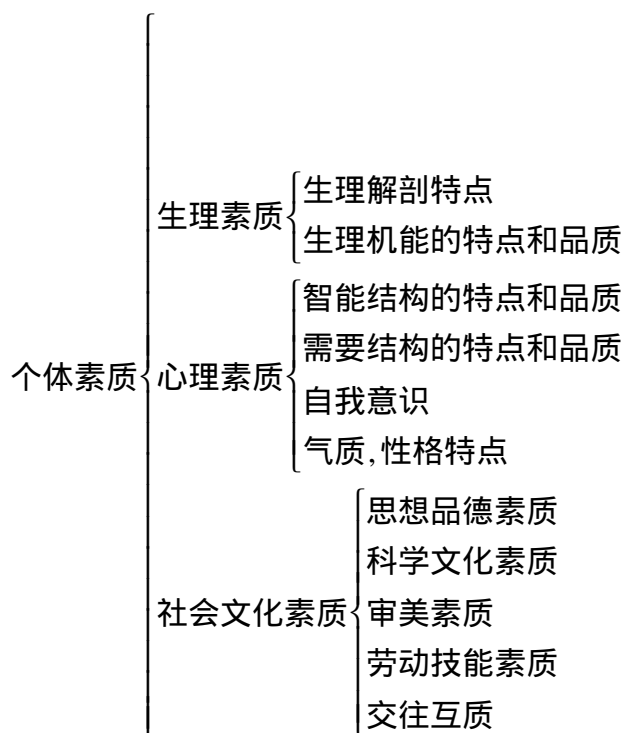 个体素质
生理素质
生理解剖特点
生理机能的特点和品质
心理素质
智能结构的特点和品质
需要结构的特点和品质
自我意识
气质,性格特点
社会文化素质
思想品德素质
科学文化素质
审美素质
劳动技能素质
交往互质